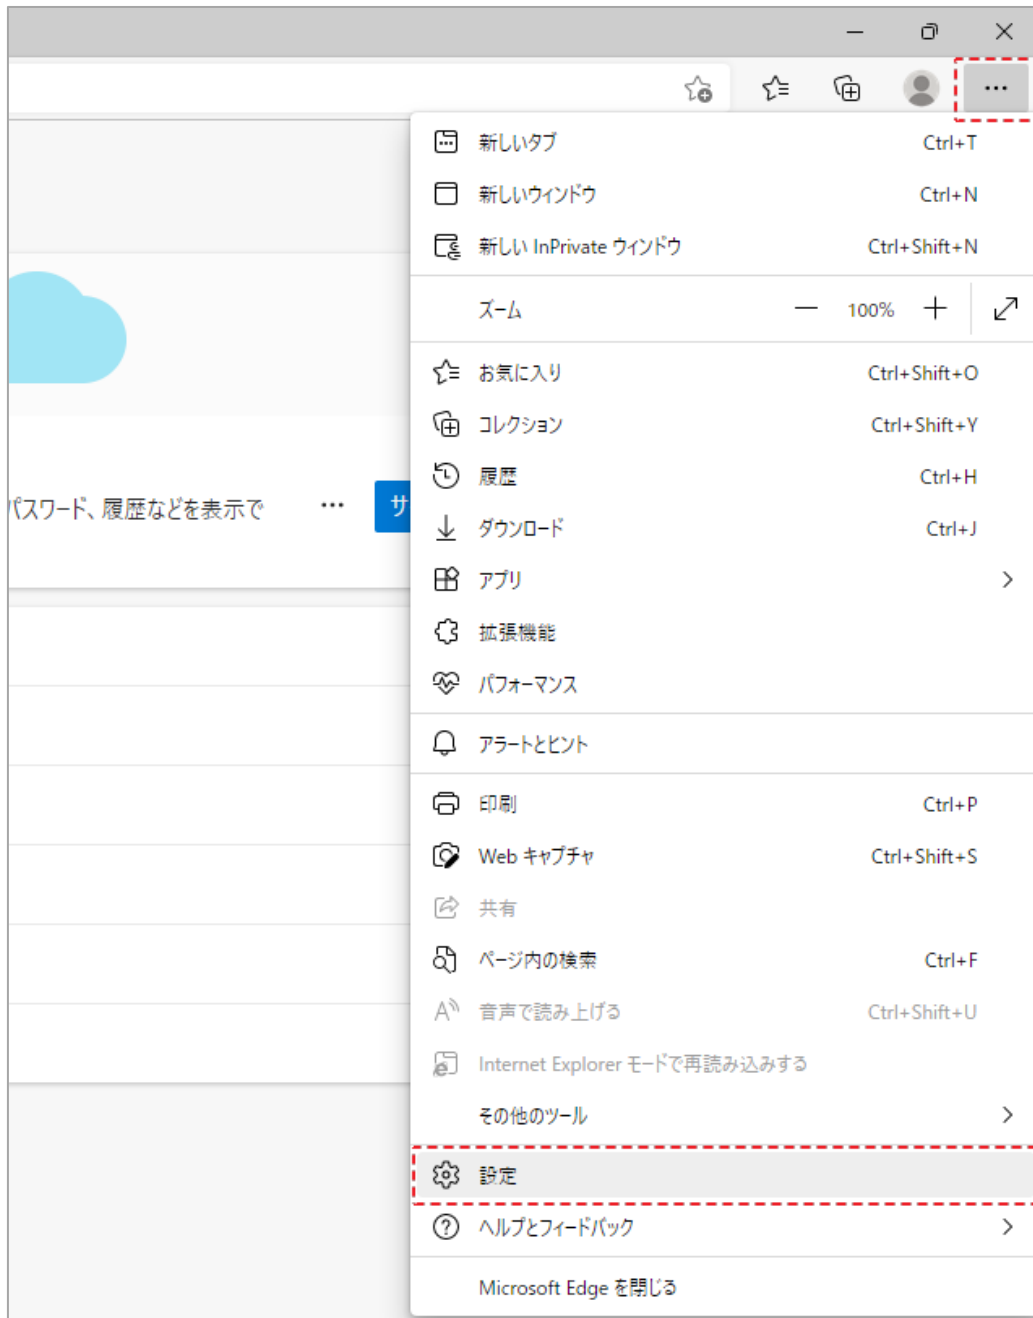 新しいタブ Ctrl+T
新しいウィンドウ Ctrl+N
新しい InPrivate ウィンドウ Ctrl+Shift+N
ズーム 100%
お気に入り Ctrl+Shift+O
コレクション Ctrl+Shift+Y
履歴 Ctrl+H
パスワード、履歴などを表示で サ
ダウンロード Ctrl+J
アプリ
拡張機能
パフォーマンス
アラートとヒント
印刷 Ctrl+P
Web キャプチャ Ctrl+Shift+S
共有
ページ内の検索 Ctrl+F
音声で読み上げる Ctrl+Shift+U
Internet Explorer モードで再読み込みする
その他のツール
設定
ヘルプとフィードバック
Microsoft Edge を閉じる